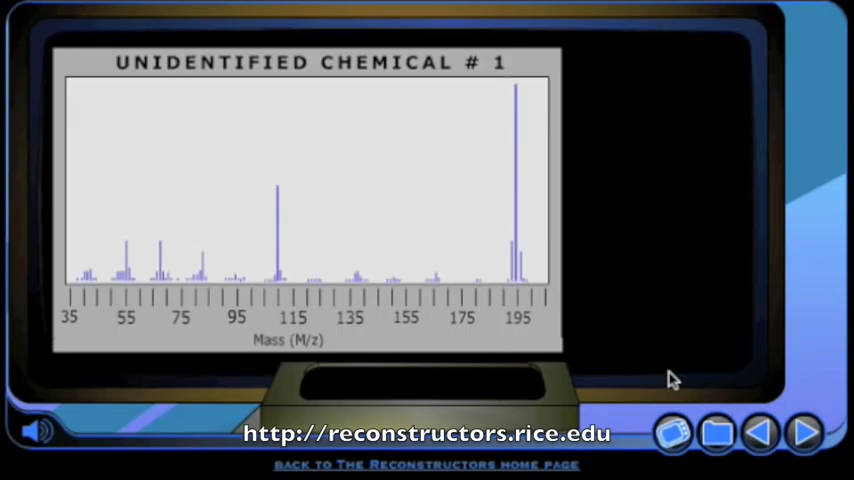 UNIDENTIFIED CHEMICAL # 1
35 55 75 95 115 135 155 175 195
Mass (M/z)
http://reconstructors.rice.edu
BACK TO THE RECONSTRUCTORS HOME PAGE